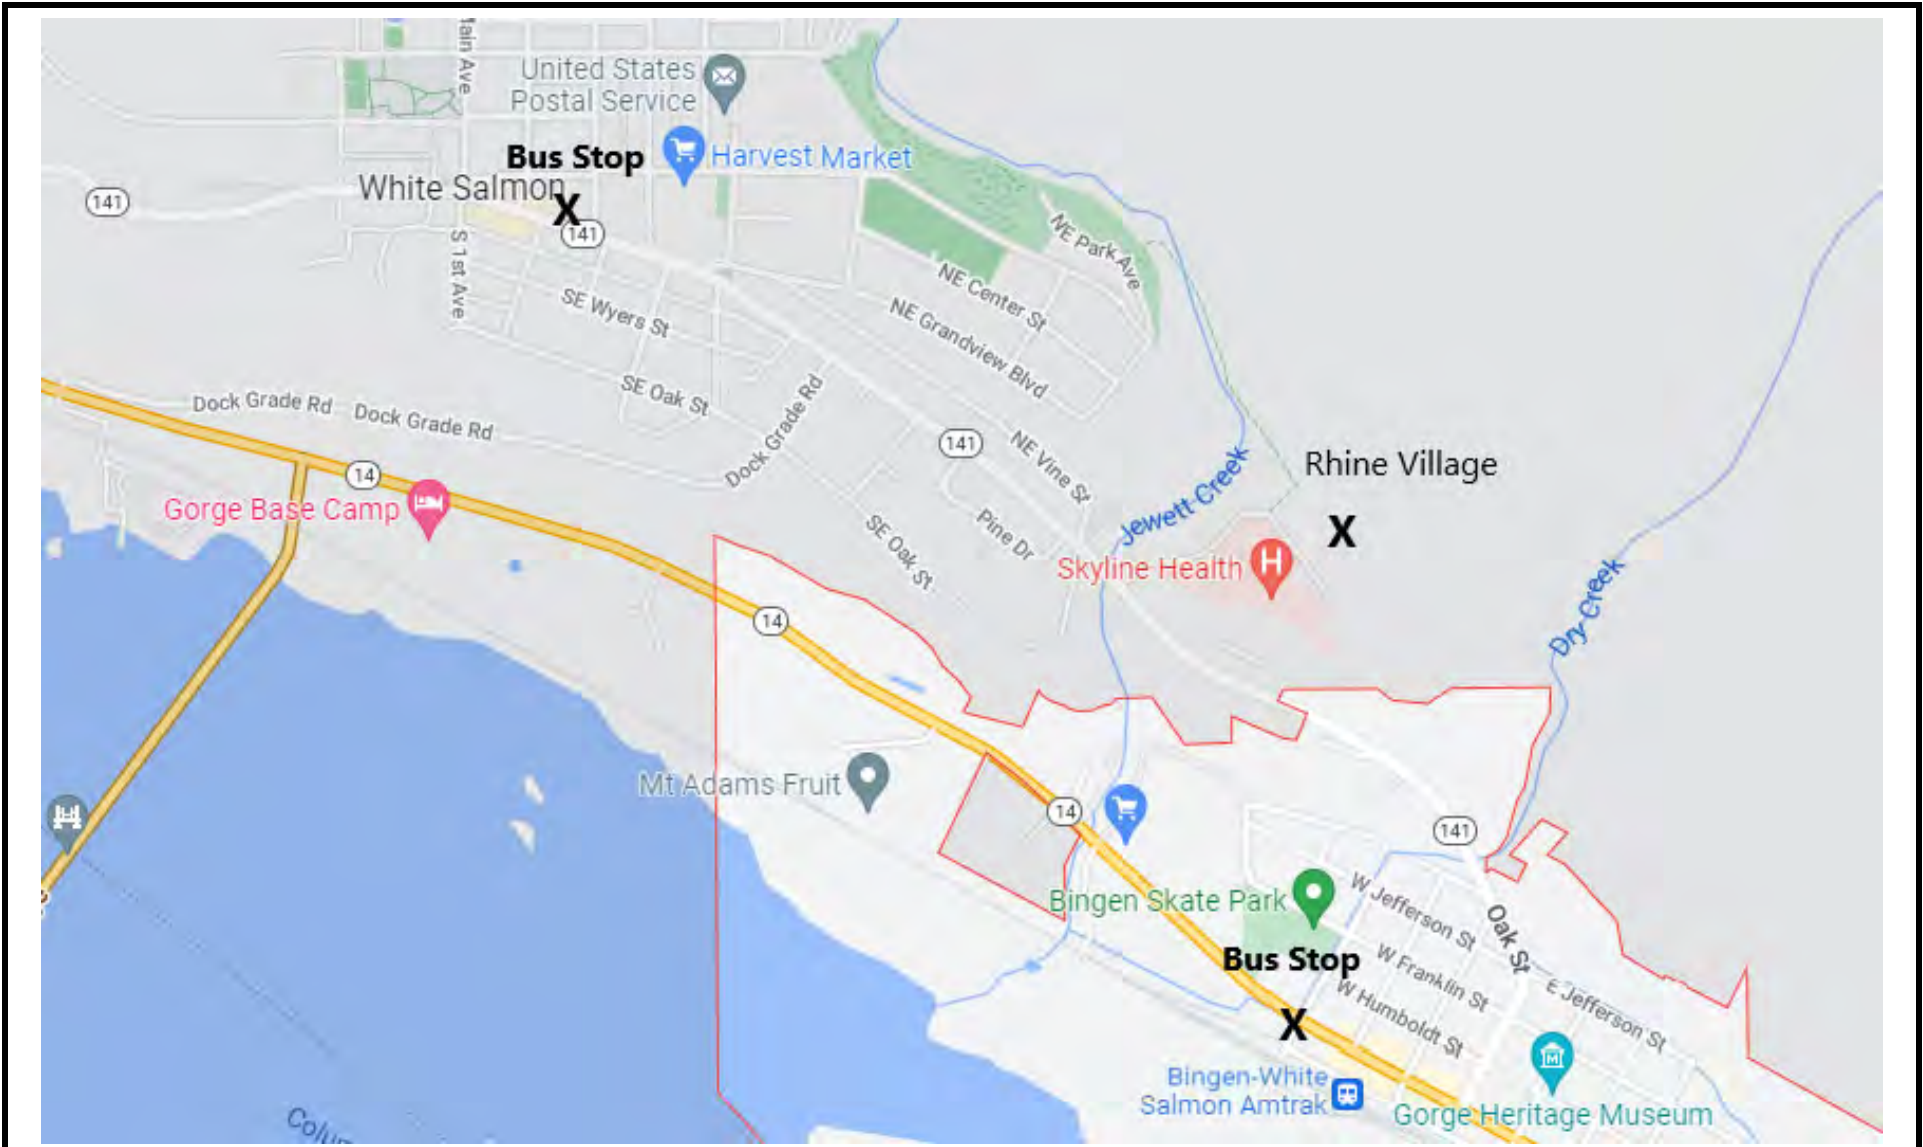 ain Ave
United States
Postal Service
Bus Stop
Harvest Market
White Salmon
X
141
141
S 1st Ave
NE Park Ave
NE Center St
SE Wyers St
NE Grandview Blvd
SE Oak St
Dock Grade Rd
Dock Grade Rd
Dock Grade Rd
141
NE Vine St
Rhine Village
X
14
Gorge Base Camp
Jewett Creek
Pine Dr
SE Oak St
Skyline Health
H
Dry Creek
14
Mt Adams Fruit
14
141
Bingen Skate Park
W Jefferson St
Oak St
Bus Stop
W Franklin St
W Humboldt St
E Jefferson St
X
Bingen-White
Salmon Amtrak
M
Gorge Heritage Museum
Colum